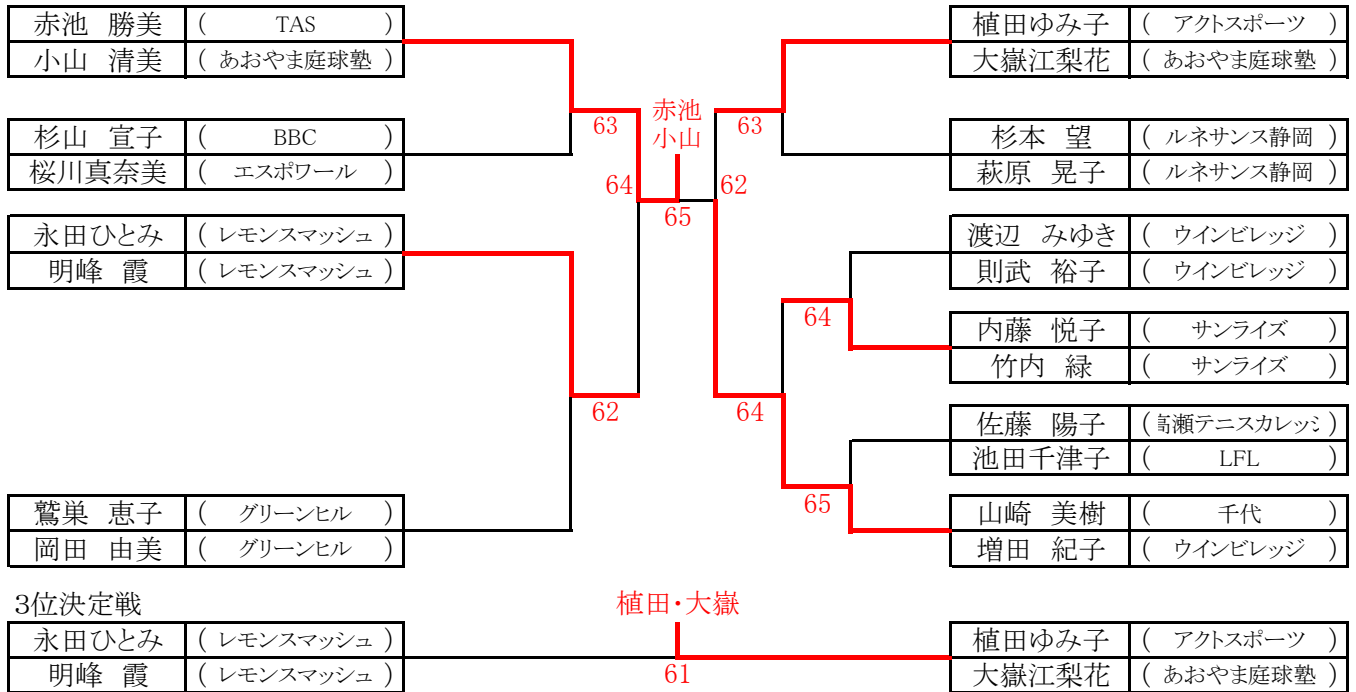 赤池 勝美 ( TAS )
小山 清美 ( あおやま庭球塾 )
杉山 宣子 ( BBC )
桜川真奈美 ( エスポワール )
永田ひとみ ( レモンスマッシュ )
明峰 霞 ( レモンスマッシュ )
鷲巣 恵子 ( グリーンヒル )
岡田 由美 ( グリーンヒル )
63
64
62
赤池
小山
65
63
62
64
64
65
植田ゆみ子 ( アクトスポーツ )
大嶽江梨花 ( あおやま庭球塾 )
杉本 望 ( ルネサンス静岡 )
萩原 晃子 ( ルネサンス静岡 )
渡辺 みゆき ( ウインビレッジ )
則武 裕子 ( ウインビレッジ )
内藤 悦子 ( サンライズ )
竹内 緑 ( サンライズ )
佐藤 陽子 (高瀬テニスカレッジ)
池田千津子 ( LFL )
山崎 美樹 ( 千代 )
増田 紀子 ( ウインビレッジ )
3位決定戦
永田ひとみ ( レモンスマッシュ )
明峰 霞 ( レモンスマッシュ )
植田・大嶽
61
植田ゆみ子 ( アクトスポーツ )
大嶽江梨花 ( あおやま庭球塾 )